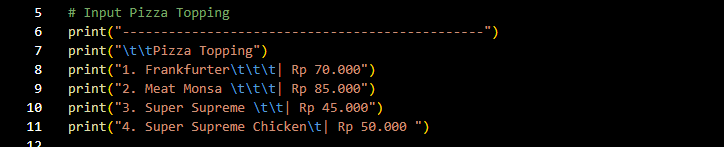 5 # Input Pizza Topping
6 print("-----------------------------------------------")
7 print("\t\tPizza Topping")
8 print("1. Frankfurter\t\t\t| Rp 70.000")
9 print("2. Meat Monsa \t\t\t| Rp 85.000")
10 print("3. Super Supreme \t\t| Rp 45.000")
11 print("4. Super Supreme Chicken\t| Rp 50.000 ")
12